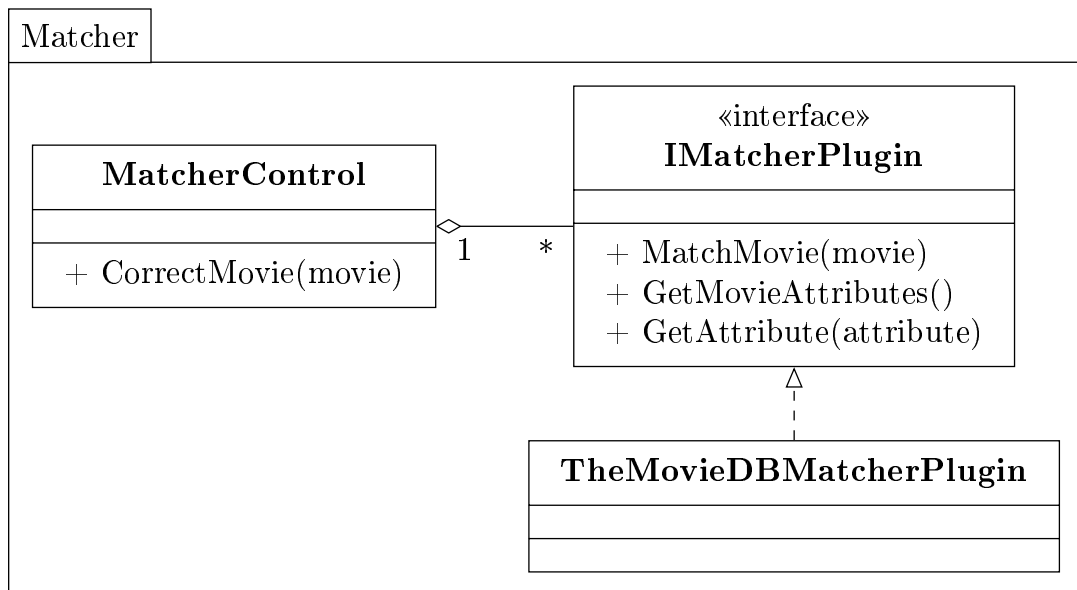 Matcher
MatcherControl
+ CorrectMovie(movie)
1
*
«interface»
IMatcherPlugin
+ MatchMovie(movie)
+ GetMovieAttributes()
+ GetAttribute(attribute)
TheMovieDBMatcherPlugin